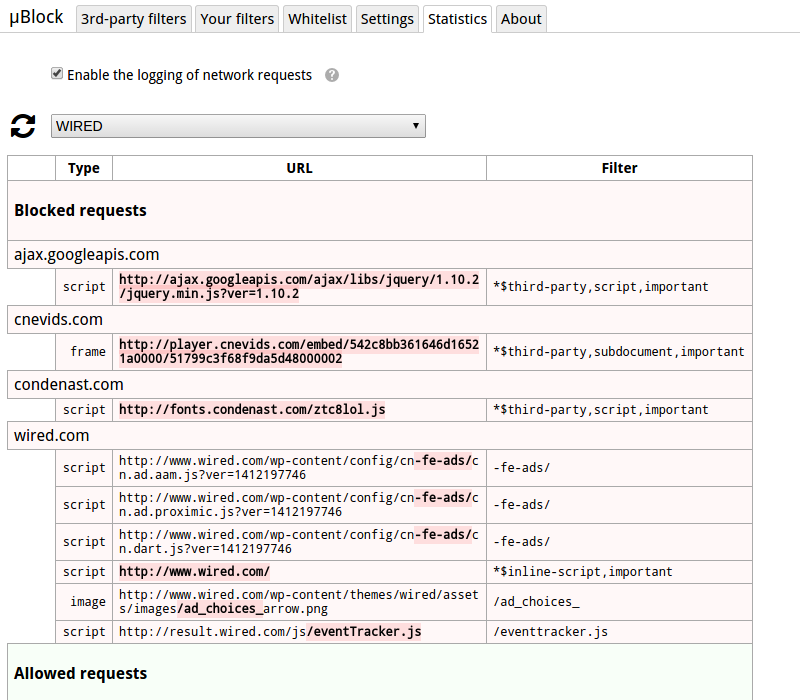 µBlock 3rd-party filters Your filters Whitelist Settings Statistics About
Enable the logging of network requests ?
WIRED
Type URL Filter
Blocked requests
ajax.googleapis.com
script http://ajax.googleapis.com/ajax/libs/jquery/1.10.2 *$third-party,script,important
/jquery.min.js?ver=1.10.2
cnevids.com
frame http://player.cnevids.com/embed/542c8bb361646d1652 *$third-party,subdocument,important
1a0000/51799c3f68f9da5d48000002
condenast.com
script http://fonts.condenast.com/ztc8lol.js *$third-party,script,important
wired.com
script http://www.wired.com/wp-content/config/cn-fe-ads/c -fe-ads/
n.ad.aam.js?ver=1412197746
script http://www.wired.com/wp-content/config/cn-fe-ads/c -fe-ads/
n.ad.proximic.js?ver=1412197746
script http://www.wired.com/wp-content/config/cn-fe-ads/c -fe-ads/
n.dart.js?ver=1412197746
script http://www.wired.com/ *$inline-script,important
image http://www.wired.com/wp-content/themes/wired/asset /ad_choices_
s/images/ad_choices_arrow.png
script http://result.wired.com/js/eventTracker.js /eventtracker.js
Allowed requests